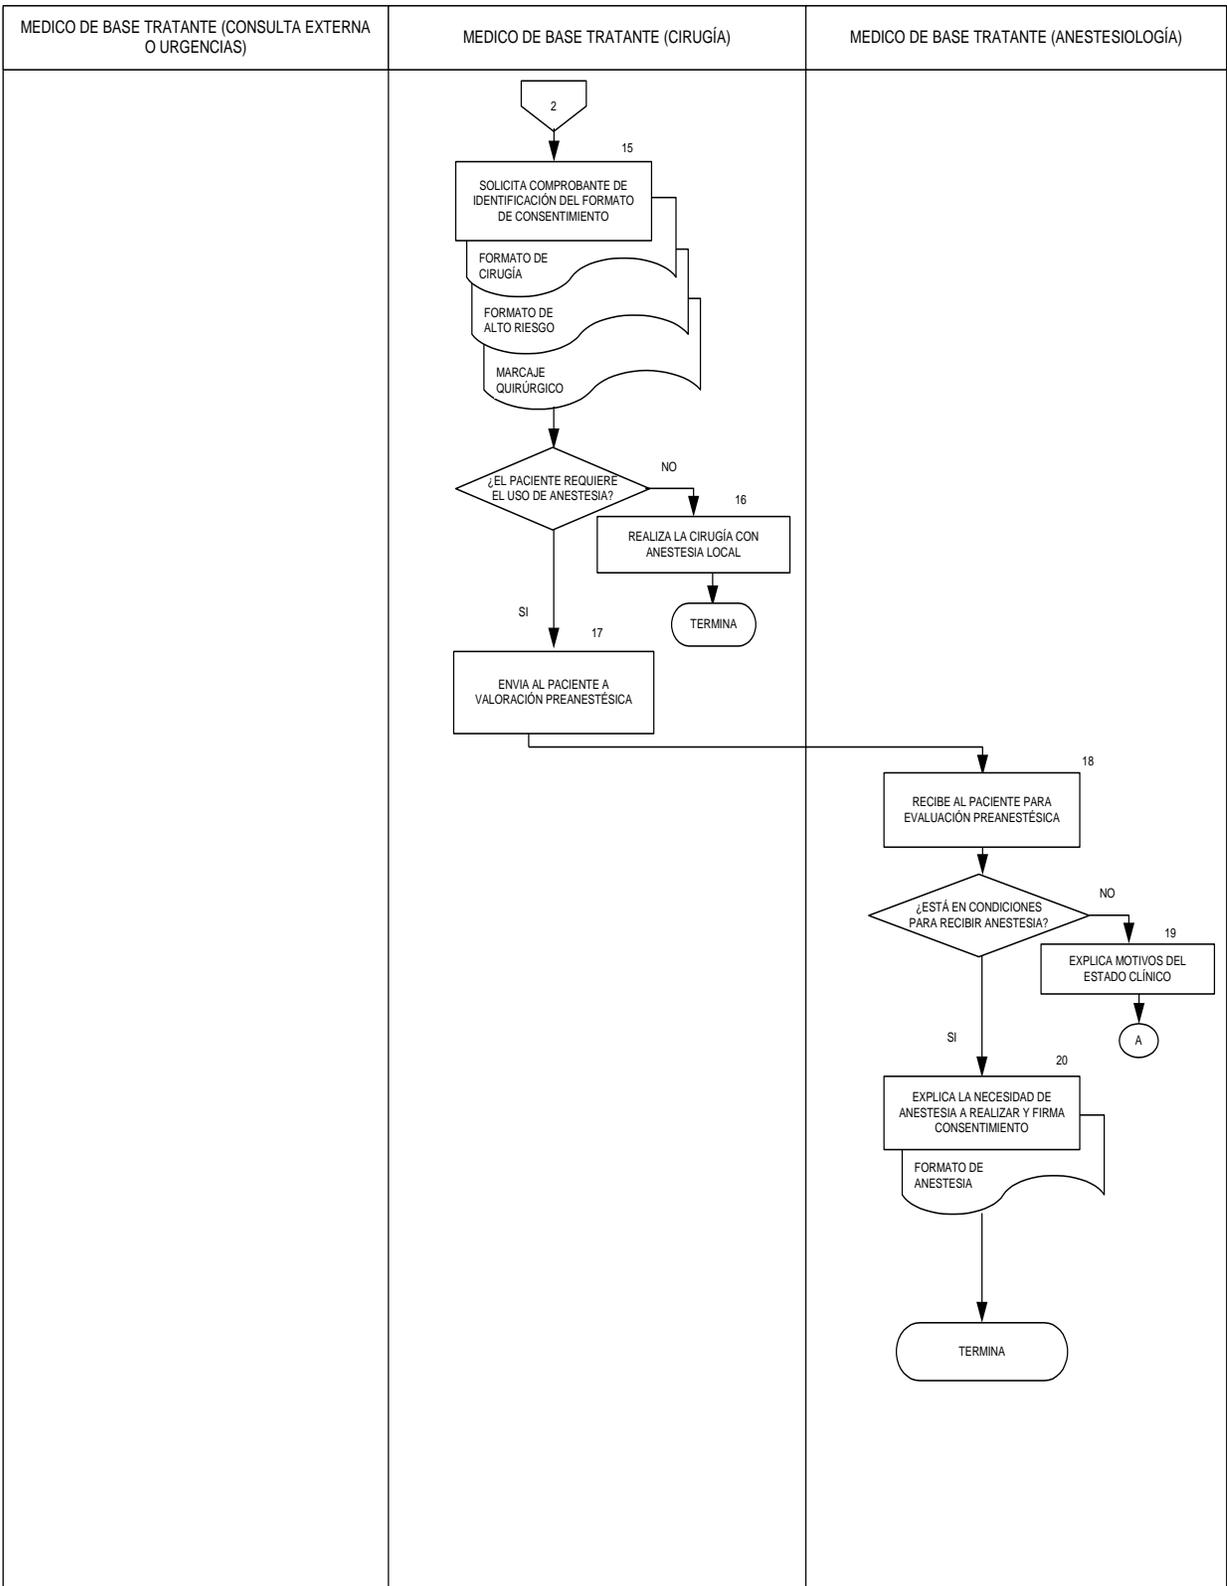 MEDICO DE BASE TRATANTE (CONSULTA EXTERNA
O URGENCIAS)
MEDICO DE BASE TRATANTE (CIRUGÍA)
MEDICO DE BASE TRATANTE (ANESTESIOLOGÍA)
2
15
SOLICITA COMPROBANTE DE
IDENTIFICACIÓN DEL FORMATO
DE CONSENTIMIENTO
FORMATO DE
CIRUGÍA
FORMATO DE
ALTO RIESGO
MARCAJE
QUIRÚRGICO
¿EL PACIENTE REQUIERE
EL USO DE ANESTESIA?
NO
16
REALIZA LA CIRUGÍA CON
ANESTESIA LOCAL
TERMINA
SI
17
ENVIA AL PACIENTE A
VALORACIÓN PREANESTÉSICA
18
RECIBE AL PACIENTE PARA
EVALUACIÓN PREANESTÉSICA
¿ESTÁ EN CONDICIONES
PARA RECIBIR ANESTESIA?
NO
19
EXPLICA MOTIVOS DEL
ESTADO CLÍNICO
A
SI
20
EXPLICA LA NECESIDAD DE
ANESTESIA A REALIZAR Y FIRMA
CONSENTIMIENTO
FORMATO DE
ANESTESIA
TERMINA